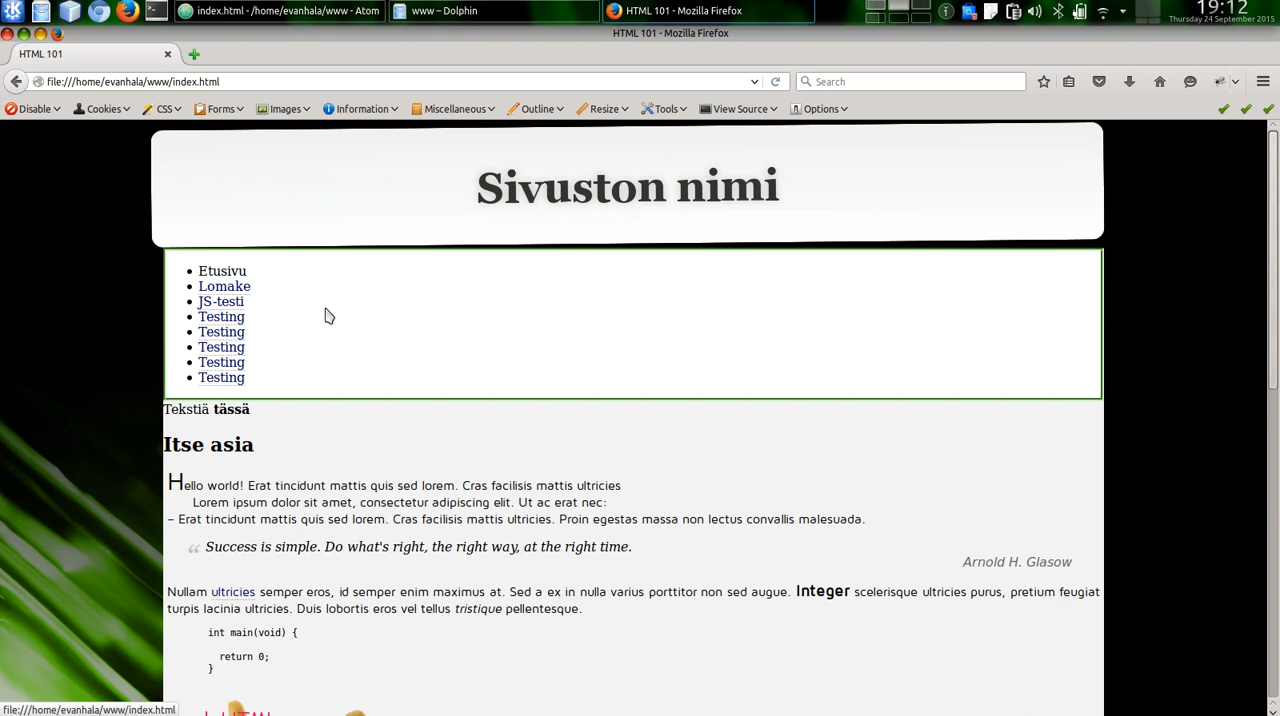 index.html - /home/evanhala/www - Atom
www – Dolphin
HTML 101 - Mozilla Firefox
19:12
Thursday 24 September 2015
HTML 101 - Mozilla Firefox
HTML 101
file:///home/evanhala/www/index.html
Search
Disable Cookies CSS Forms Images Information Miscellaneous Outline Resize Tools View Source Options
Sivuston nimi
Etusivu
Lomake
JS-testi
Testing
Testing
Testing
Testing
Testing
Tekstiä tässä
Itse asia
Hello world! Erat tincidunt mattis quis sed lorem. Cras facilisis mattis ultricies
Lorem ipsum dolor sit amet, consectetur adipiscing elit. Ut ac erat nec:
– Erat tincidunt mattis quis sed lorem. Cras facilisis mattis ultricies. Proin egestas massa non lectus convallis malesuada.
“ Success is simple. Do what's right, the right way, at the right time.
Arnold H. Glasow
Nullam ultricies semper eros, id semper enim maximus at. Sed a ex in nulla varius porttitor non sed augue. Integer scelerisque ultricies purus, pretium feugiat
turpis lacinia ultricies. Duis lobortis eros vel tellus tristique pellentesque.
int main(void) {
return 0;
}
file:///home/evanhala/www/index.html